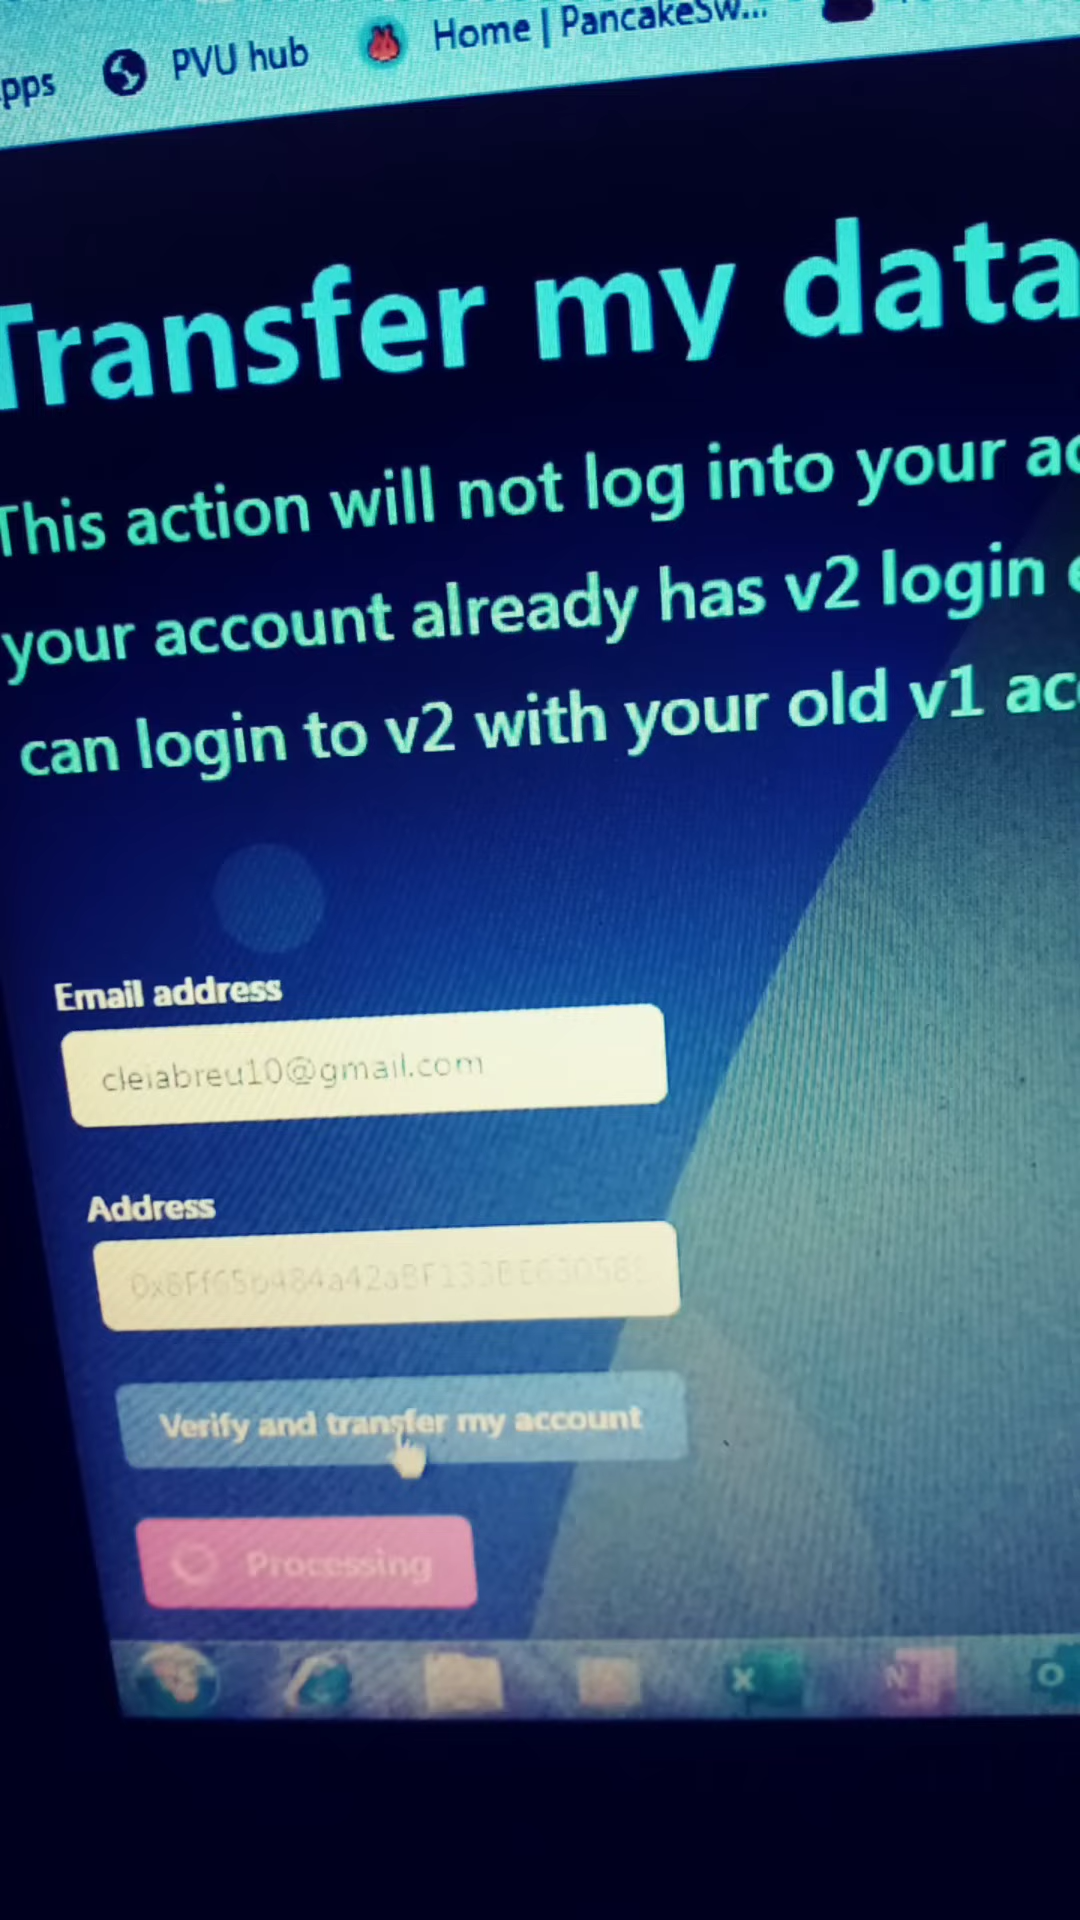 pps PVU hub Home | PancakeSw...
Transfer my data
This action will not log into your ac
your account already has v2 login e
can login to v2 with your old v1 acc
Email address
cleiabreu10@gmail.com
Address
Verify and transfer my account
Processing